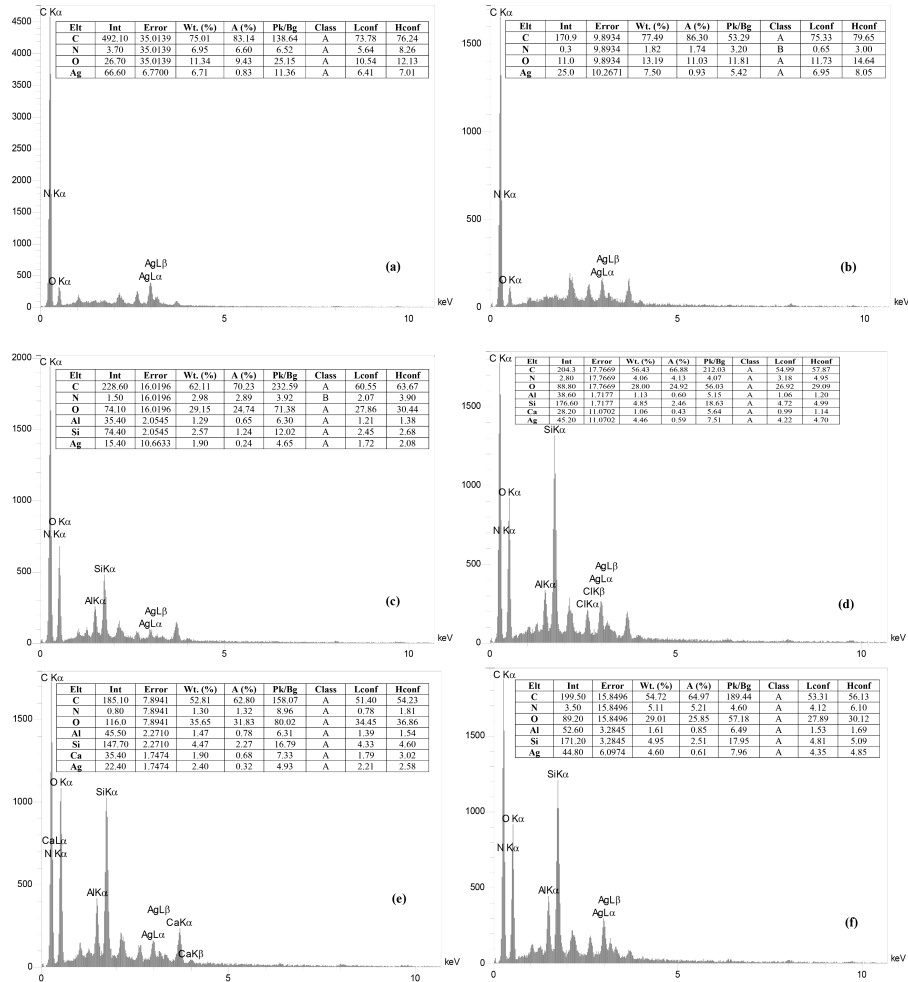 C Kα
4500
4000
3500
3000
2500
2000
1500
1000
500
0
Elt Int Error Wt. (%) A (%) Pk/Bg Class Lconf Hconf
C 492.10 35.0139 75.01 83.14 138.64 A 73.78 76.24
N 3.70 35.0139 6.95 6.60 6.52 A 5.64 8.26
O 26.70 35.0139 11.34 9.43 25.15 A 10.54 12.13
Ag 66.60 6.7700 6.71 0.83 11.36 A 6.41 7.01
N Kα
O Kα
AgLβ
AgLα
(a)
keV
0 5 10
C Kα
1500
1000
500
0
Elt Int Error Wt. (%) A (%) Pk/Bg Class Lconf Hconf
C 170.9 9.8934 77.49 86.30 53.29 A 75.33 79.65
N 0.3 9.8934 1.82 1.74 3.20 B 0.65 3.00
O 11.0 9.8934 13.19 11.03 11.81 A 11.73 14.64
Ag 25.0 10.2671 7.50 0.93 5.42 A 6.95 8.05
N Kα
O Kα
AgLβ
AgLα
(b)
keV
0 5 10
2000
C Kα
1500
1000
500
0
Elt Int Error Wt. (%) A (%) Pk/Bg Class Lconf Hconf
C 228.60 16.0196 62.11 70.23 232.59 A 60.55 63.67
N 1.50 16.0196 2.98 2.89 3.92 B 2.07 3.90
O 74.10 16.0196 29.15 24.74 71.38 A 27.86 30.44
Al 35.40 2.0545 1.29 0.65 6.30 A 1.21 1.38
Si 74.40 2.0545 2.57 1.24 12.02 A 2.45 2.68
Ag 15.40 10.6633 1.90 0.24 4.65 A 1.72 2.08
O Kα
N Kα
SiKα
AlKα
AgLβ
AgLα
(c)
keV
0 5 10
C Kα
1500
1000
500
0
Elt Int Error Wt. (%) A (%) Pk/Bg Class Lconf Hconf
C 204.3 17.7669 56.43 66.88 212.03 A 54.99 57.87
N 2.80 17.7669 4.06 4.13 4.07 A 3.18 4.95
O 88.80 17.7669 28.00 24.92 56.03 A 26.92 29.09
Al 38.60 1.7177 1.13 0.60 5.15 A 1.06 1.20
Si 176.60 1.7177 4.85 2.46 18.63 A 4.72 4.99
Ca 28.20 11.0702 1.06 0.43 5.64 A 0.99 1.14
Ag 45.20 11.0702 4.46 0.59 7.51 A 4.22 4.70
SiKα
O Kα
N Kα
AlKα
AgLβ
AgLα
ClKβ
ClKα
(d)
keV
0 5 10
C Kα
1500
1000
500
0
Elt Int Error Wt. (%) A (%) Pk/Bg Class Lconf Hconf
C 185.10 7.8941 52.81 62.80 158.07 A 51.40 54.23
N 0.80 7.8941 1.30 1.32 8.96 A 0.78 1.81
O 116.0 7.8941 35.65 31.83 80.02 A 34.45 36.86
Al 45.50 2.2710 1.47 0.78 6.31 A 1.39 1.54
Si 147.70 2.2710 4.47 2.27 16.79 A 4.33 4.60
Ca 35.40 1.7474 1.90 0.68 7.33 A 1.79 3.02
Ag 22.40 1.7474 2.40 0.32 4.93 A 2.21 2.58
O Kα
SiKα
CaLα
N Kα
AlKα
AgLβ
CaKα
AgLα
CaKβ
(e)
keV
0 5 10
C Kα
1500
1000
500
0
Elt Int Error Wt. (%) A (%) Pk/Bg Class Lconf Hconf
C 199.50 15.8496 54.72 64.97 189.44 A 53.31 56.13
N 3.50 15.8496 5.11 5.21 4.60 A 4.12 6.10
O 89.20 15.8496 29.01 25.85 57.18 A 27.89 30.12
Al 52.60 3.2845 1.61 0.85 6.49 A 1.53 1.69
Si 171.20 3.2845 4.95 2.51 17.95 A 4.81 5.09
Ag 44.80 6.0974 4.60 0.61 7.96 A 4.35 4.85
SiKα
O Kα
N Kα
AlKα
AgLβ
AgLα
(f)
keV
0 5 10